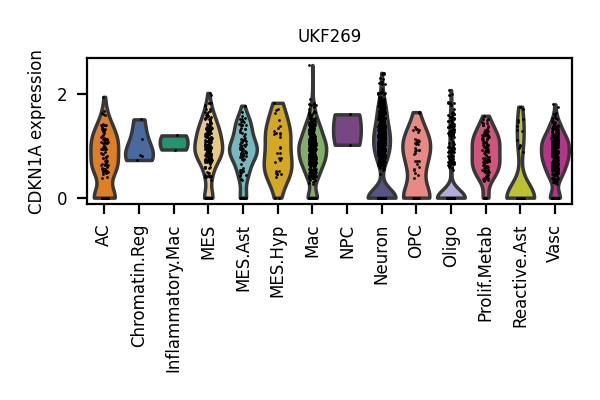 UKF269
CDKN1A expression
2
0
AC
Chromatin.Reg
Inflammatory.Mac
MES
MES.Ast
MES.Hyp
Mac
NPC
Neuron
OPC
Oligo
Prolif.Metab
Reactive.Ast
Vasc